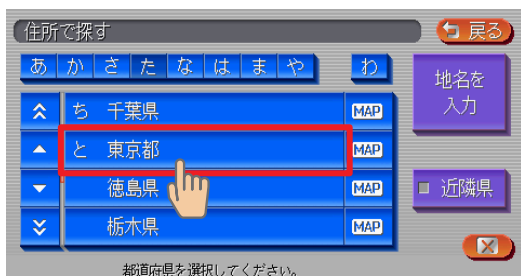 住所で探す
戻る
あ か さ た な は ま や わ
地名を
入力
ち 千葉県 MAP
と 東京都 MAP
徳島県 MAP
近隣県
栃木県 MAP
都道府県を選択してください。